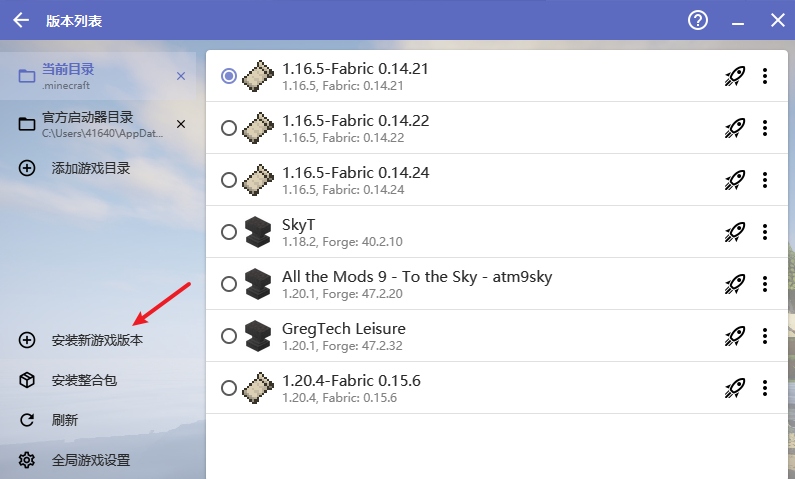 版本列表
当前目录
.minecraft
官方启动器目录
C:\Users\41640\AppDat...
添加游戏目录
安装新游戏版本
安装整合包
刷新
全局游戏设置
1.16.5-Fabric 0.14.21
1.16.5, Fabric: 0.14.21
1.16.5-Fabric 0.14.22
1.16.5, Fabric: 0.14.22
1.16.5-Fabric 0.14.24
1.16.5, Fabric: 0.14.24
SkyT
1.18.2, Forge: 40.2.10
All the Mods 9 - To the Sky - atm9sky
1.20.1, Forge: 47.2.20
GregTech Leisure
1.20.1, Forge: 47.2.32
1.20.4-Fabric 0.15.6
1.20.4, Fabric: 0.15.6